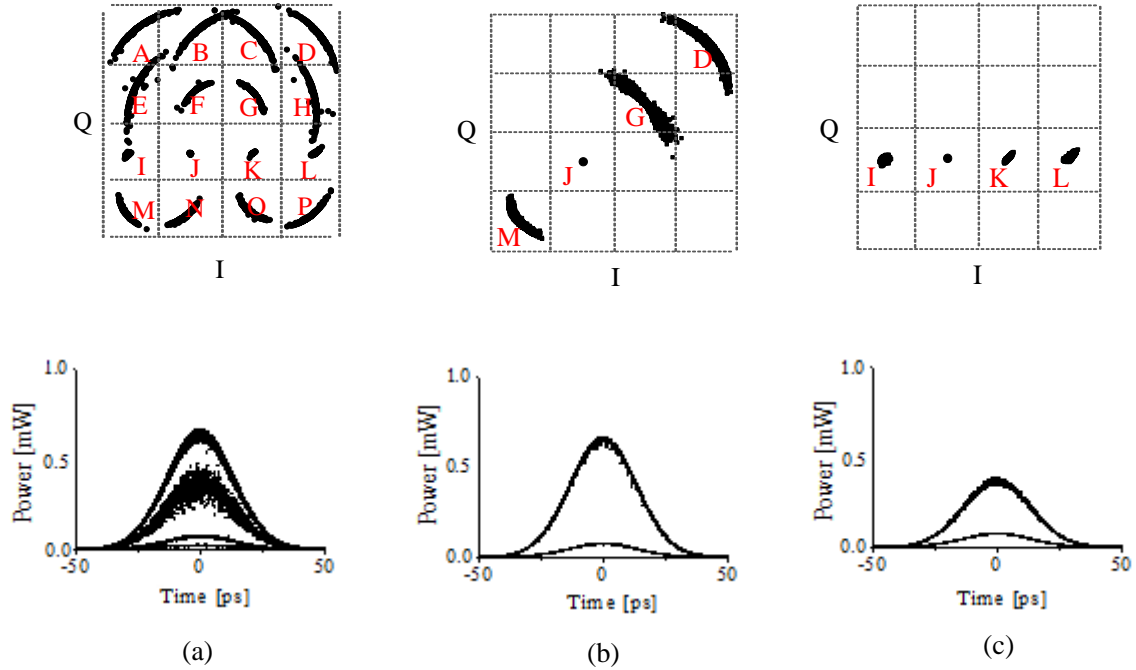 A B C D
E F G H
Q
I J K L
M N O P
I
D
G
Q
J
M
I
Q
I J K L
I
1.0
0.5
0.0
-50 0 50
Power [mW]
Time [ps]
(a)
1.0
0.5
0.0
-50 0 50
Power [mW]
Time [ps]
(b)
1.0
0.5
0.0
-50 0 50
Power [mW]
Time [ps]
(c)